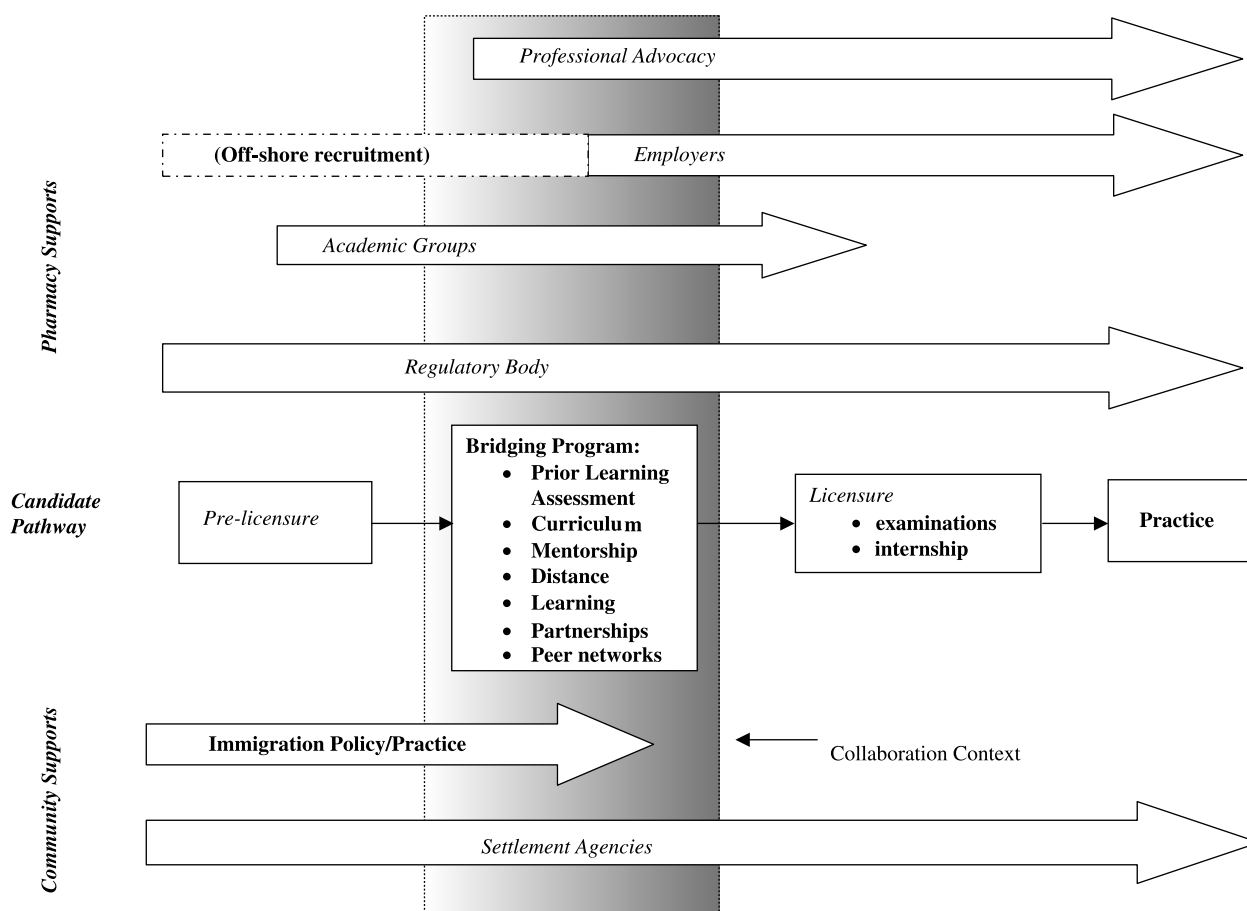 Professional Advocacy
(Off-shore recruitment)
Employers
Pharmacy Supports
Academic Groups
Regulatory Body
Candidate
Pathway
Pre-licensure
Bridging Program:
• Prior Learning
Assessment
• Curriculum
• Mentorship
• Distance
• Learning
• Partnerships
• Peer networks
Licensure
• examinations
• internship
Practice
Community Supports
Immigration Policy/Practice
Collaboration Context
Settlement Agencies